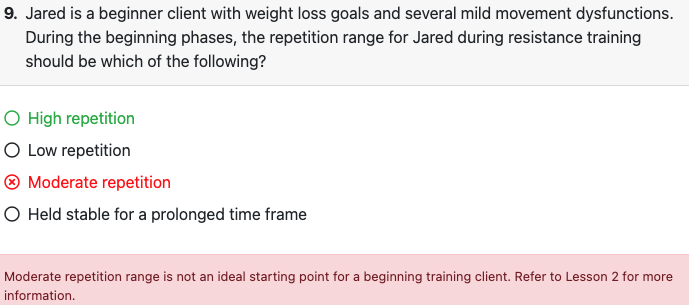 9. Jared is a beginner client with weight loss goals and several mild movement dysfunctions.
During the beginning phases, the repetition range for Jared during resistance training
should be which of the following?
High repetition
Low repetition
Moderate repetition
Held stable for a prolonged time frame
Moderate repetition range is not an ideal starting point for a beginning training client. Refer to Lesson 2 for more
information.